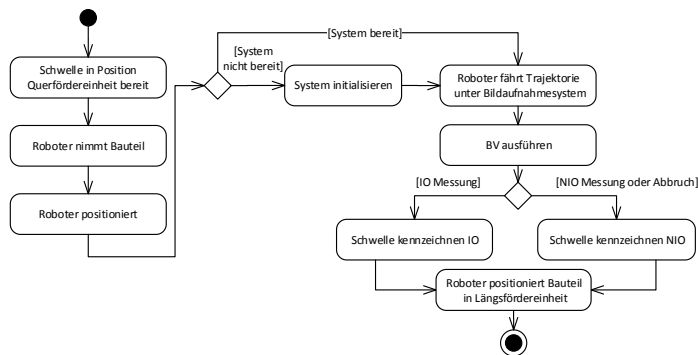 Schwelle in Position
Querfördereinheit bereit
Roboter nimmt Bauteil
Roboter positioniert
[System bereit]
[System
nicht bereit]
System initialisieren
Roboter fährt Trajektorie
unter Bildaufnahmesystem
BV ausführen
[IO Messung]
[NIO Messung oder Abbruch]
Schwelle kennzeichnen IO
Schwelle kennzeichnen NIO
Roboter positioniert Bauteil
in Längsfördereinheit